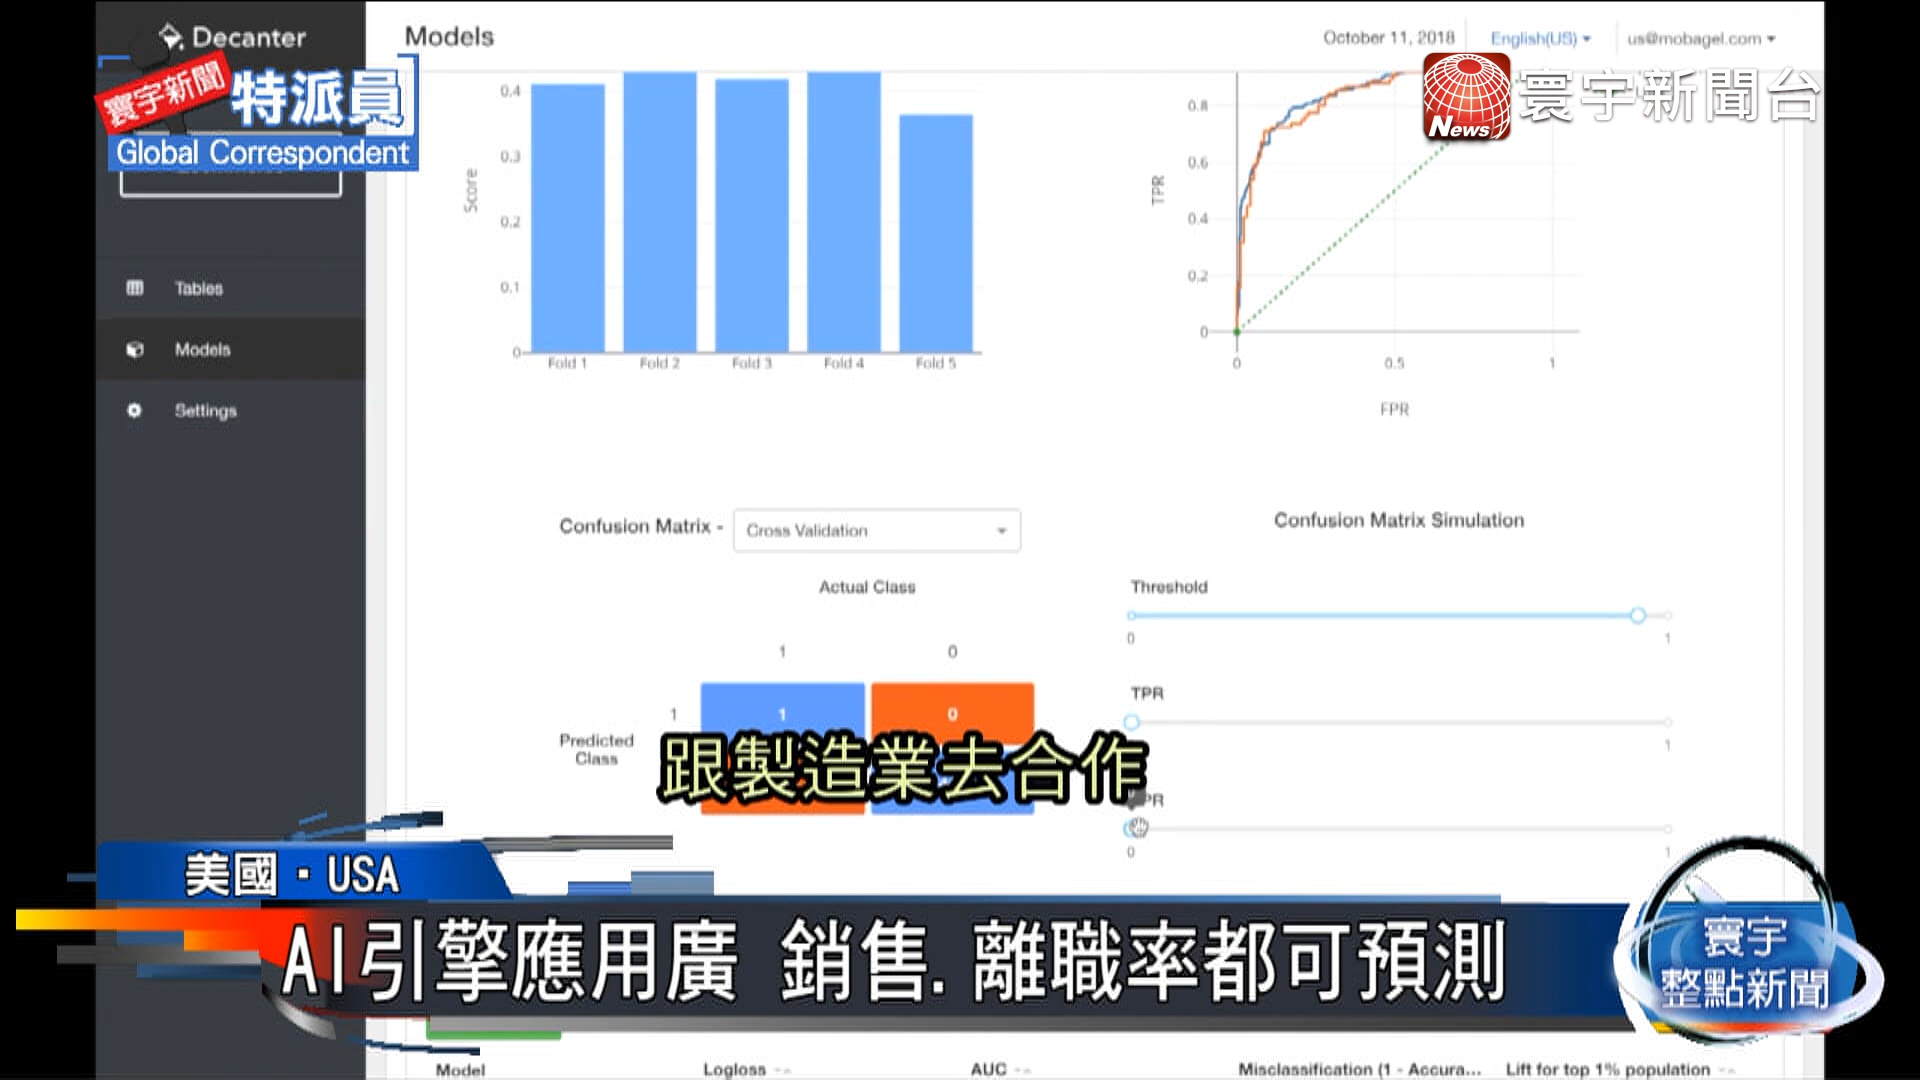 Decanter
Models
October 11, 2018
English(US)
us@mobagel.com
寰宇新聞
特派員
Global Correspondent
News
寰宇新聞台
Tables
Models
Settings
Score
0.4
0.3
0.2
0.1
0
Fold 1
Fold 2
Fold 3
Fold 4
Fold 5
TPR
0.8
0.6
0.4
0.2
0
0
0.5
1
FPR
Confusion Matrix -
Cross Validation
Actual Class
1
0
1
1
0
Predicted
Class
Confusion Matrix Simulation
Threshold
0
1
TPR
1
PR
0
1
跟製造業去合作
美國·USA
AI引擎應用廣 銷售.離職率都可預測
寰宇
整點新聞
Model
Logloss
AUC
Misclassification (1 - Accura...
Lift for top 1% population